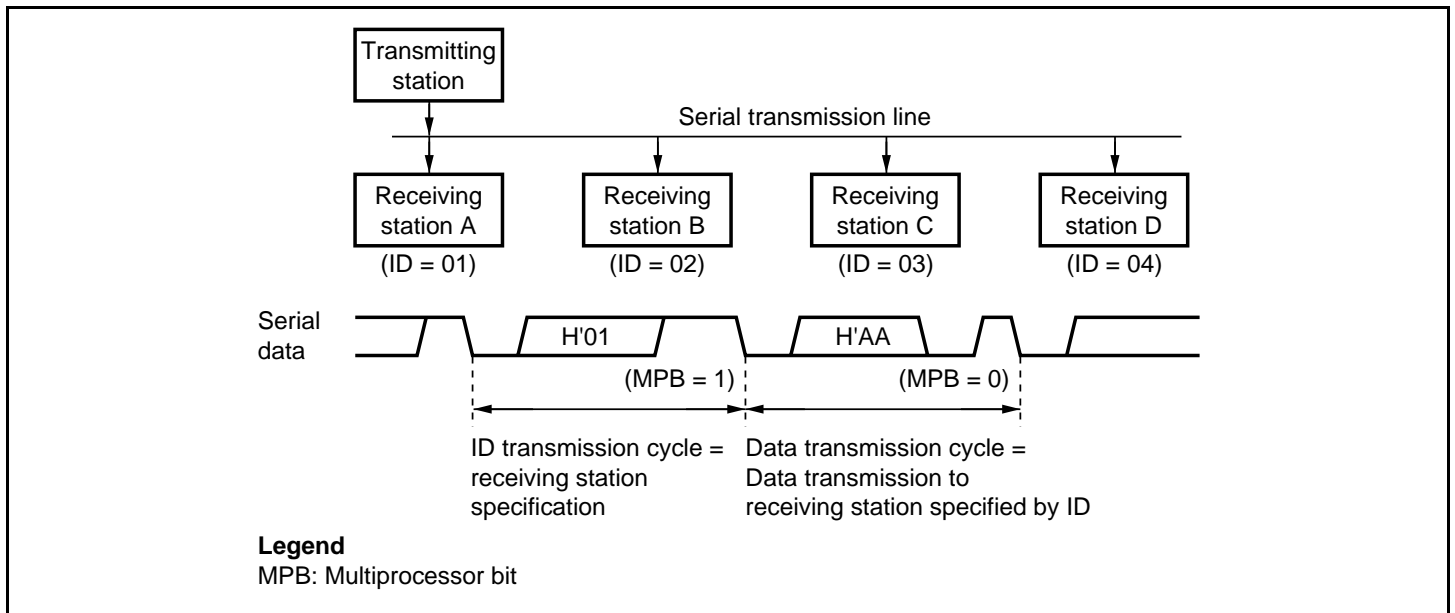 Transmitting
station
Serial transmission line
Receiving
station A
Receiving
station B
Receiving
station C
Receiving
station D
(ID = 01)
(ID = 02)
(ID = 03)
(ID = 04)
Serial
data
H'01
H'AA
(MPB = 1)
(MPB = 0)
ID transmission cycle =
receiving station
specification
Data transmission cycle =
Data transmission to
receiving station specified by ID
Legend
MPB: Multiprocessor bit